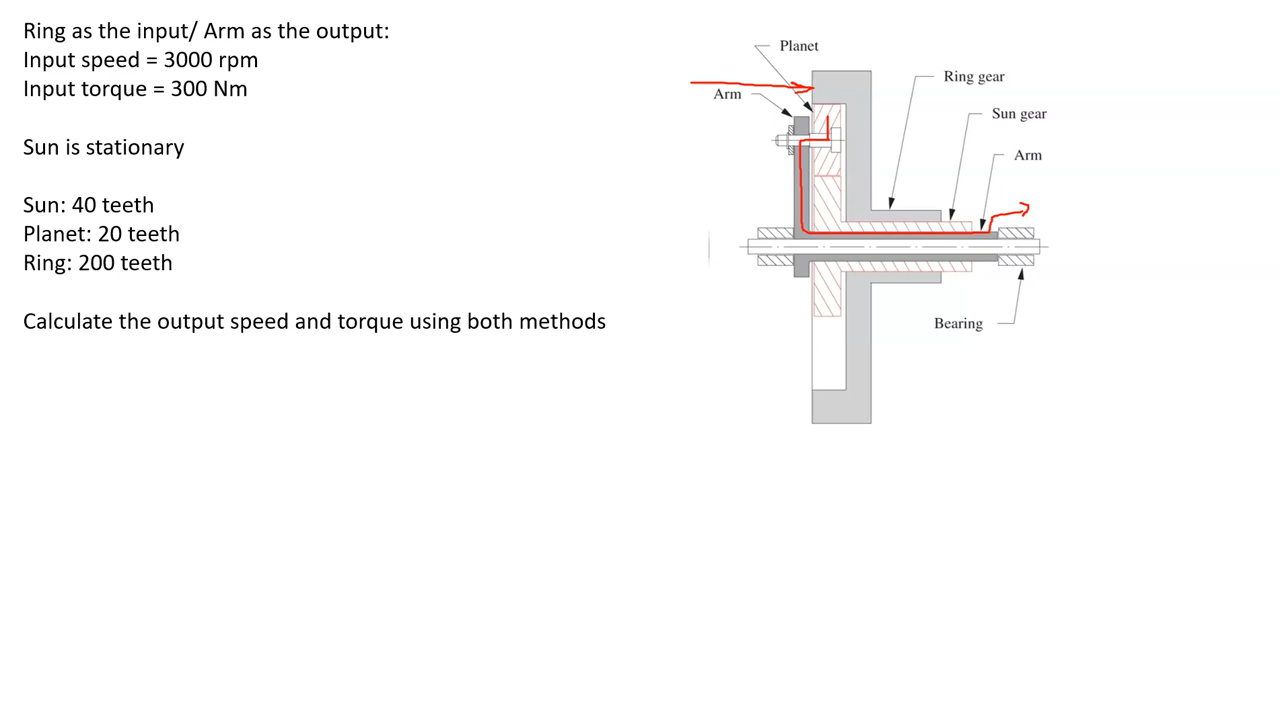 Ring as the input/ Arm as the output:
Input speed = 3000 rpm
Input torque = 300 Nm
Sun is stationary
Sun: 40 teeth
Planet: 20 teeth
Ring: 200 teeth
Calculate the output speed and torque using both methods
Planet
Ring gear
Arm
Sun gear
Arm
Bearing